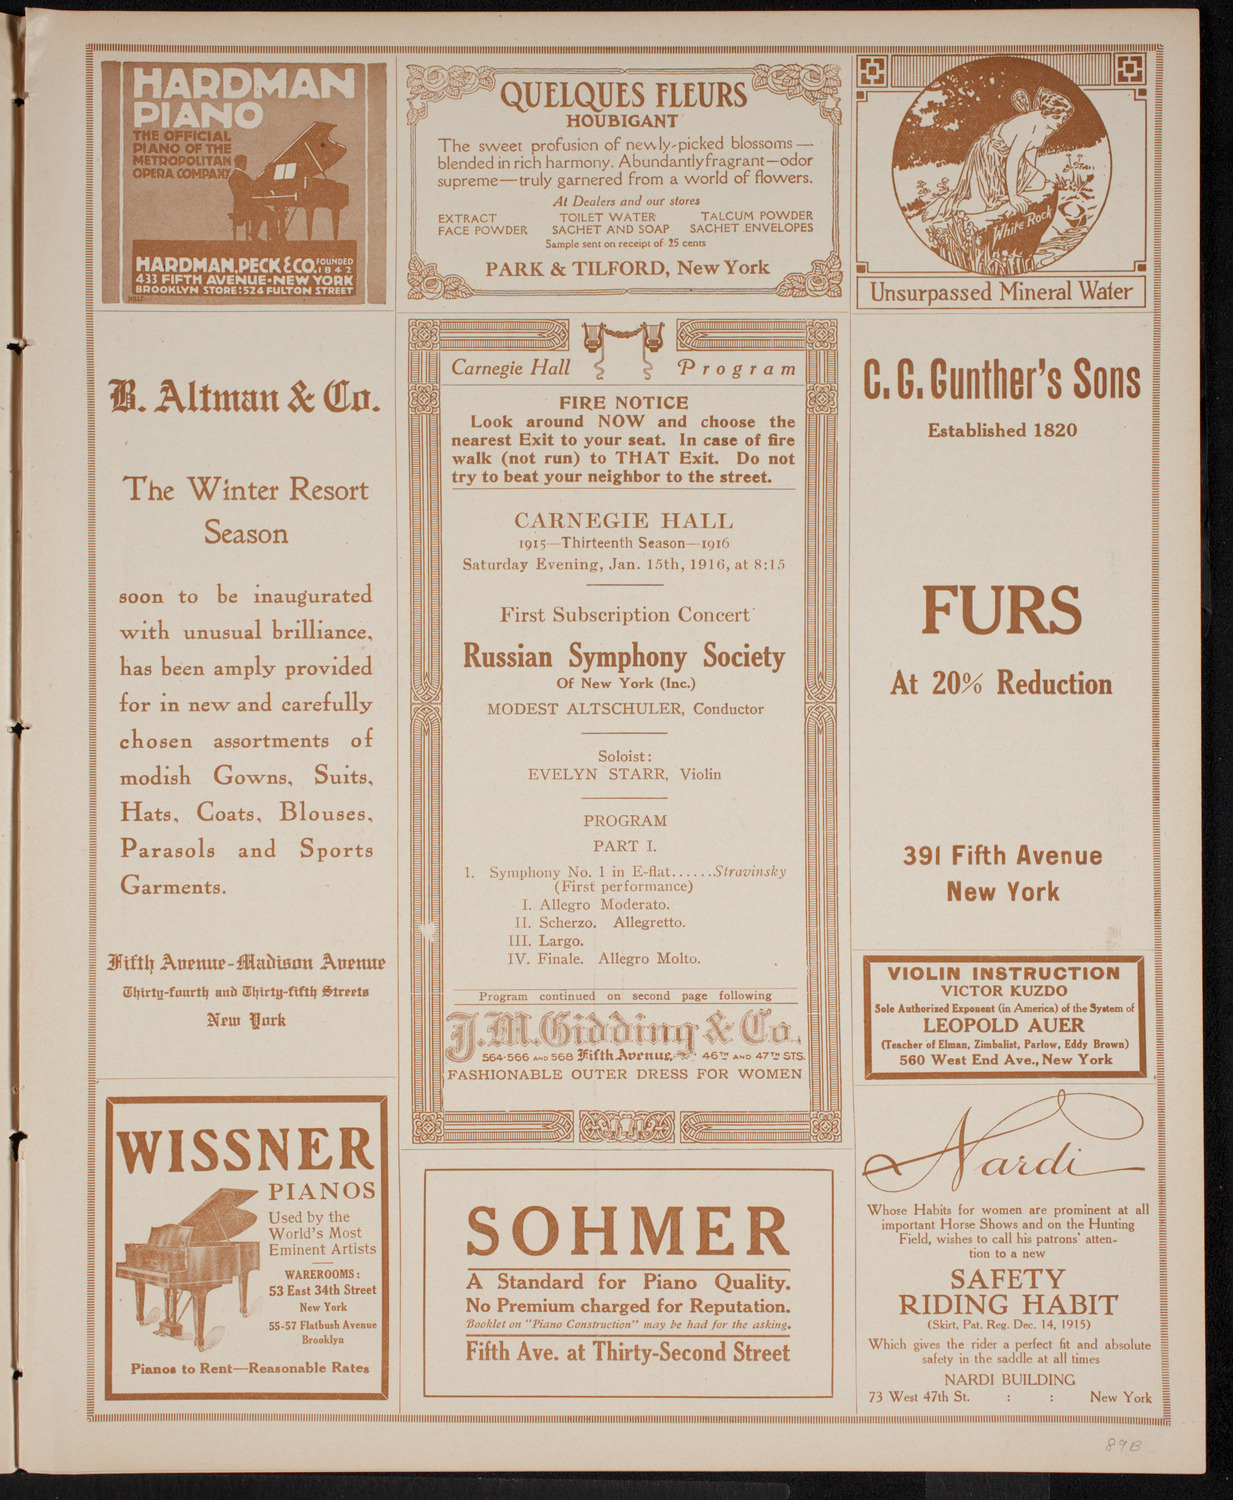 HARDMAN
PIANO
THE OFFICIAL
PIANO OF THE
METROPOLITAN
OPERA COMPANY
HARDMAN, PECK & CO. FOUNDED 1842
433 FIFTH AVENUE-NEW YORK
BROOKLYN STORE: 524 FULTON STREET
QUELQUES FLEURS
HOUBIGANT
The sweet profusion of newly-picked blossoms—
blended in rich harmony. Abundantly fragrant—odor
supreme—truly garnered from a world of flowers.
At Dealers and our stores
EXTRACT TOILET WATER TALCUM POWDER
FACE POWDER SACHET AND SOAP SACHET ENVELOPES
Sample sent on receipt of 25 cents
PARK & TILFORD, New York
White Rock
Unsurpassed Mineral Water
B. Altman & Co.
The Winter Resort
Season
soon to be inaugurated
with unusual brilliance,
has been amply provided
for in new and carefully
chosen assortments of
modish Gowns, Suits,
Hats, Coats, Blouses,
Parasols and Sports
Garments.
Fifth Avenue-Madison Avenue
Thirty-fourth and Thirty-fifth Streets
New York
WISSNER
PIANOS
Used by the
World's Most
Eminent Artists
WAREROOMS:
53 East 34th Street
New York
55-57 Flatbush Avenue
Brooklyn
Pianos to Rent—Reasonable Rates
Carnegie Hall Program
FIRE NOTICE
Look around NOW and choose the
nearest Exit to your seat. In case of fire
walk (not run) to THAT Exit. Do not
try to beat your neighbor to the street.
CARNEGIE HALL
1915—Thirteenth Season—1916
Saturday Evening, Jan. 15th, 1916, at 8:15
First Subscription Concert
Russian Symphony Society
Of New York (Inc.)
MODEST ALTSCHULER, Conductor
Soloist:
EVELYN STARR, Violin
PROGRAM
PART I.
1. Symphony No. 1 in E-flat......Stravinsky
(First performance)
I. Allegro Moderato.
II. Scherzo. Allegretto.
III. Largo.
IV. Finale. Allegro Molto.
Program continued on second page following
J.M. Gidding & Co.
564-566 AND 568 Fifth Avenue, 46TH AND 47TH STS.
FASHIONABLE OUTER DRESS FOR WOMEN
SOHMER
A Standard for Piano Quality.
No Premium charged for Reputation.
Booklet on "Piano Construction" may be had for the asking.
Fifth Ave. at Thirty-Second Street
C. G. Gunther's Sons
Established 1820
FURS
At 20% Reduction
391 Fifth Avenue
New York
VIOLIN INSTRUCTION
VICTOR KUZDO
Sole Authorized Exponent (in America) of the System of
LEOPOLD AUER
(Teacher of Elman, Zimbalist, Parlow, Eddy Brown)
560 West End Ave., New York
Nardi
Whose Habits for women are prominent at all
important Horse Shows and on the Hunting
Field, wishes to call his patrons' atten-
tion to a new
SAFETY
RIDING HABIT
(Skirt, Pat. Reg. Dec. 14, 1915)
Which gives the rider a perfect fit and absolute
safety in the saddle at all times
NARDI BUILDING
73 West 47th St. : : New York
89B